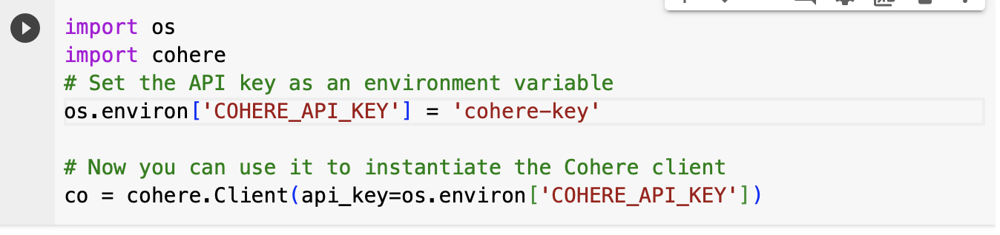 import os
import cohere
# Set the API key as an environment variable
os.environ['COHERE_API_KEY'] = 'cohere-key'
# Now you can use it to instantiate the Cohere client
co = cohere.Client(api_key=os.environ['COHERE_API_KEY'])